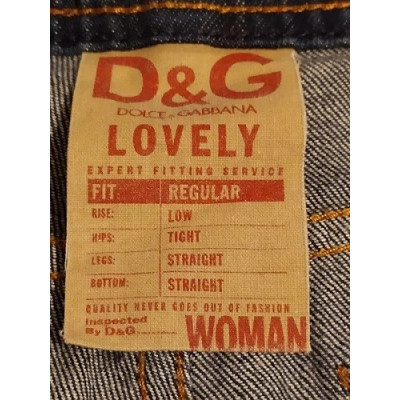 D&G
DOLCE & GABBANA
LOVELY
EXPERT FITTING SERVICE
FIT: REGULAR
RISE: LOW
HIPS: TIGHT
LEGS: STRAIGHT
BOTTOM: STRAIGHT
QUALITY NEVER GOES OUT OF FASHION
Inspected
By D&G
WOMAN